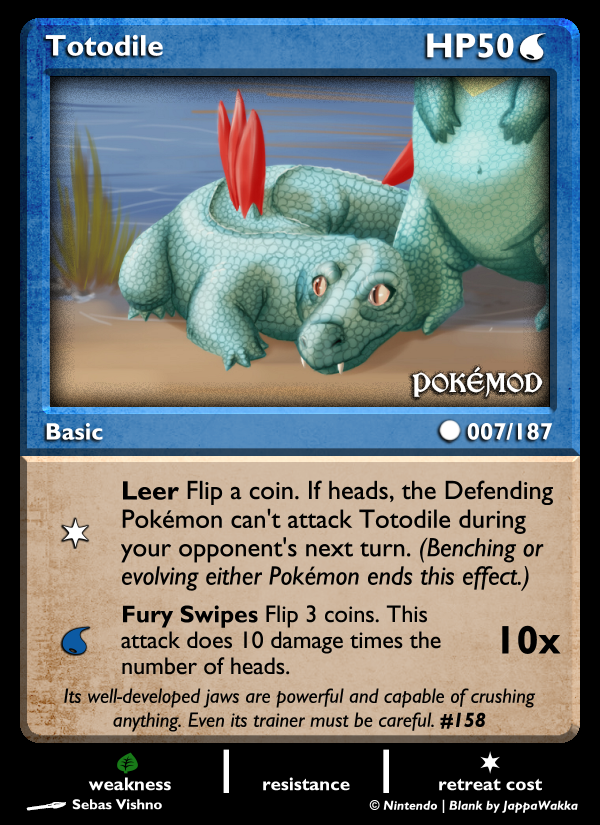 Totodile HP50
POKÉMOD
Basic 007/187
Leer Flip a coin. If heads, the Defending
Pokémon can't attack Totodile during
your opponent's next turn. (Benching or
evolving either Pokémon ends this effect.)
Fury Swipes Flip 3 coins. This
attack does 10 damage times the
number of heads.
10x
Its well-developed jaws are powerful and capable of crushing
anything. Even its trainer must be careful. #158
weakness resistance retreat cost
Sebas Vishno © Nintendo | Blank by JappaWakka